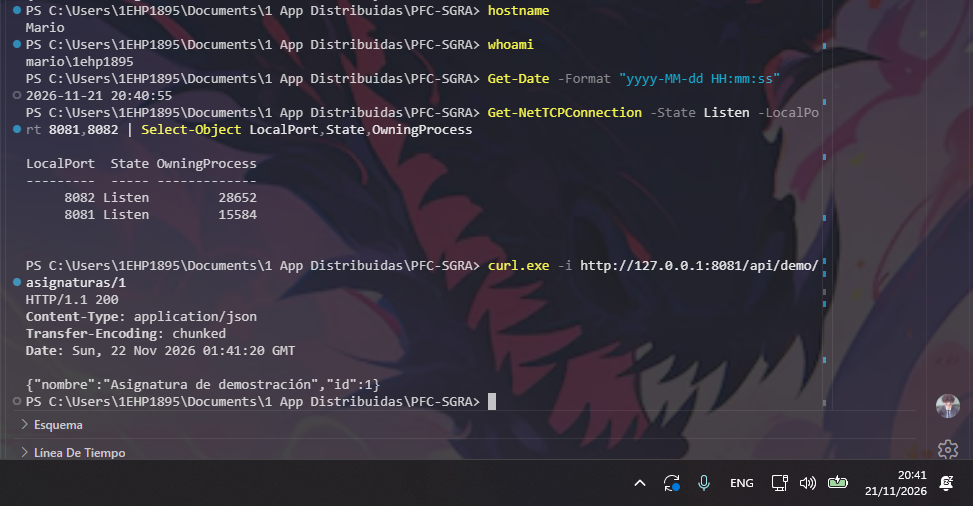 PS C:\Users\1EHP1895\Documents\1 App Distribuidas\PFC-SGRA> hostname
Mario
PS C:\Users\1EHP1895\Documents\1 App Distribuidas\PFC-SGRA> whoami
mario\1ehp1895
PS C:\Users\1EHP1895\Documents\1 App Distribuidas\PFC-SGRA> Get-Date -Format "yyyy-MM-dd HH:mm:ss"
2026-11-21 20:40:55
PS C:\Users\1EHP1895\Documents\1 App Distribuidas\PFC-SGRA> Get-NetTCPConnection -State Listen -LocalPo
rt 8081,8082 | Select-Object LocalPort,State,OwningProcess
LocalPort  State OwningProcess
---------  ----- -------------
8082 Listen         28652
8081 Listen         15584
PS C:\Users\1EHP1895\Documents\1 App Distribuidas\PFC-SGRA> curl.exe -i http://127.0.0.1:8081/api/demo/
asignaturas/1
HTTP/1.1 200
Content-Type: application/json
Transfer-Encoding: chunked
Date: Sun, 22 Nov 2026 01:41:20 GMT
{"nombre":"Asignatura de demostración","id":1}
PS C:\Users\1EHP1895\Documents\1 App Distribuidas\PFC-SGRA>
Esquema
Línea De Tiempo
ENG
20:41
21/11/2026